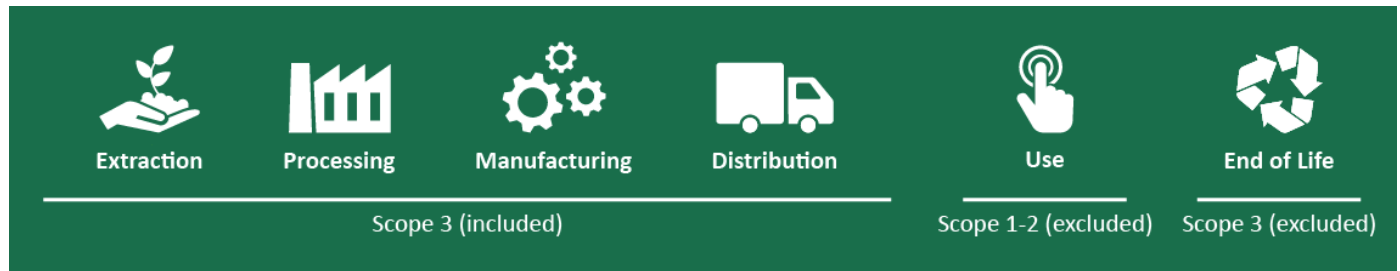 Extraction
Processing
Manufacturing
Distribution
Use
End of Life
Scope 3 (included)
Scope 1-2 (excluded)
Scope 3 (excluded)